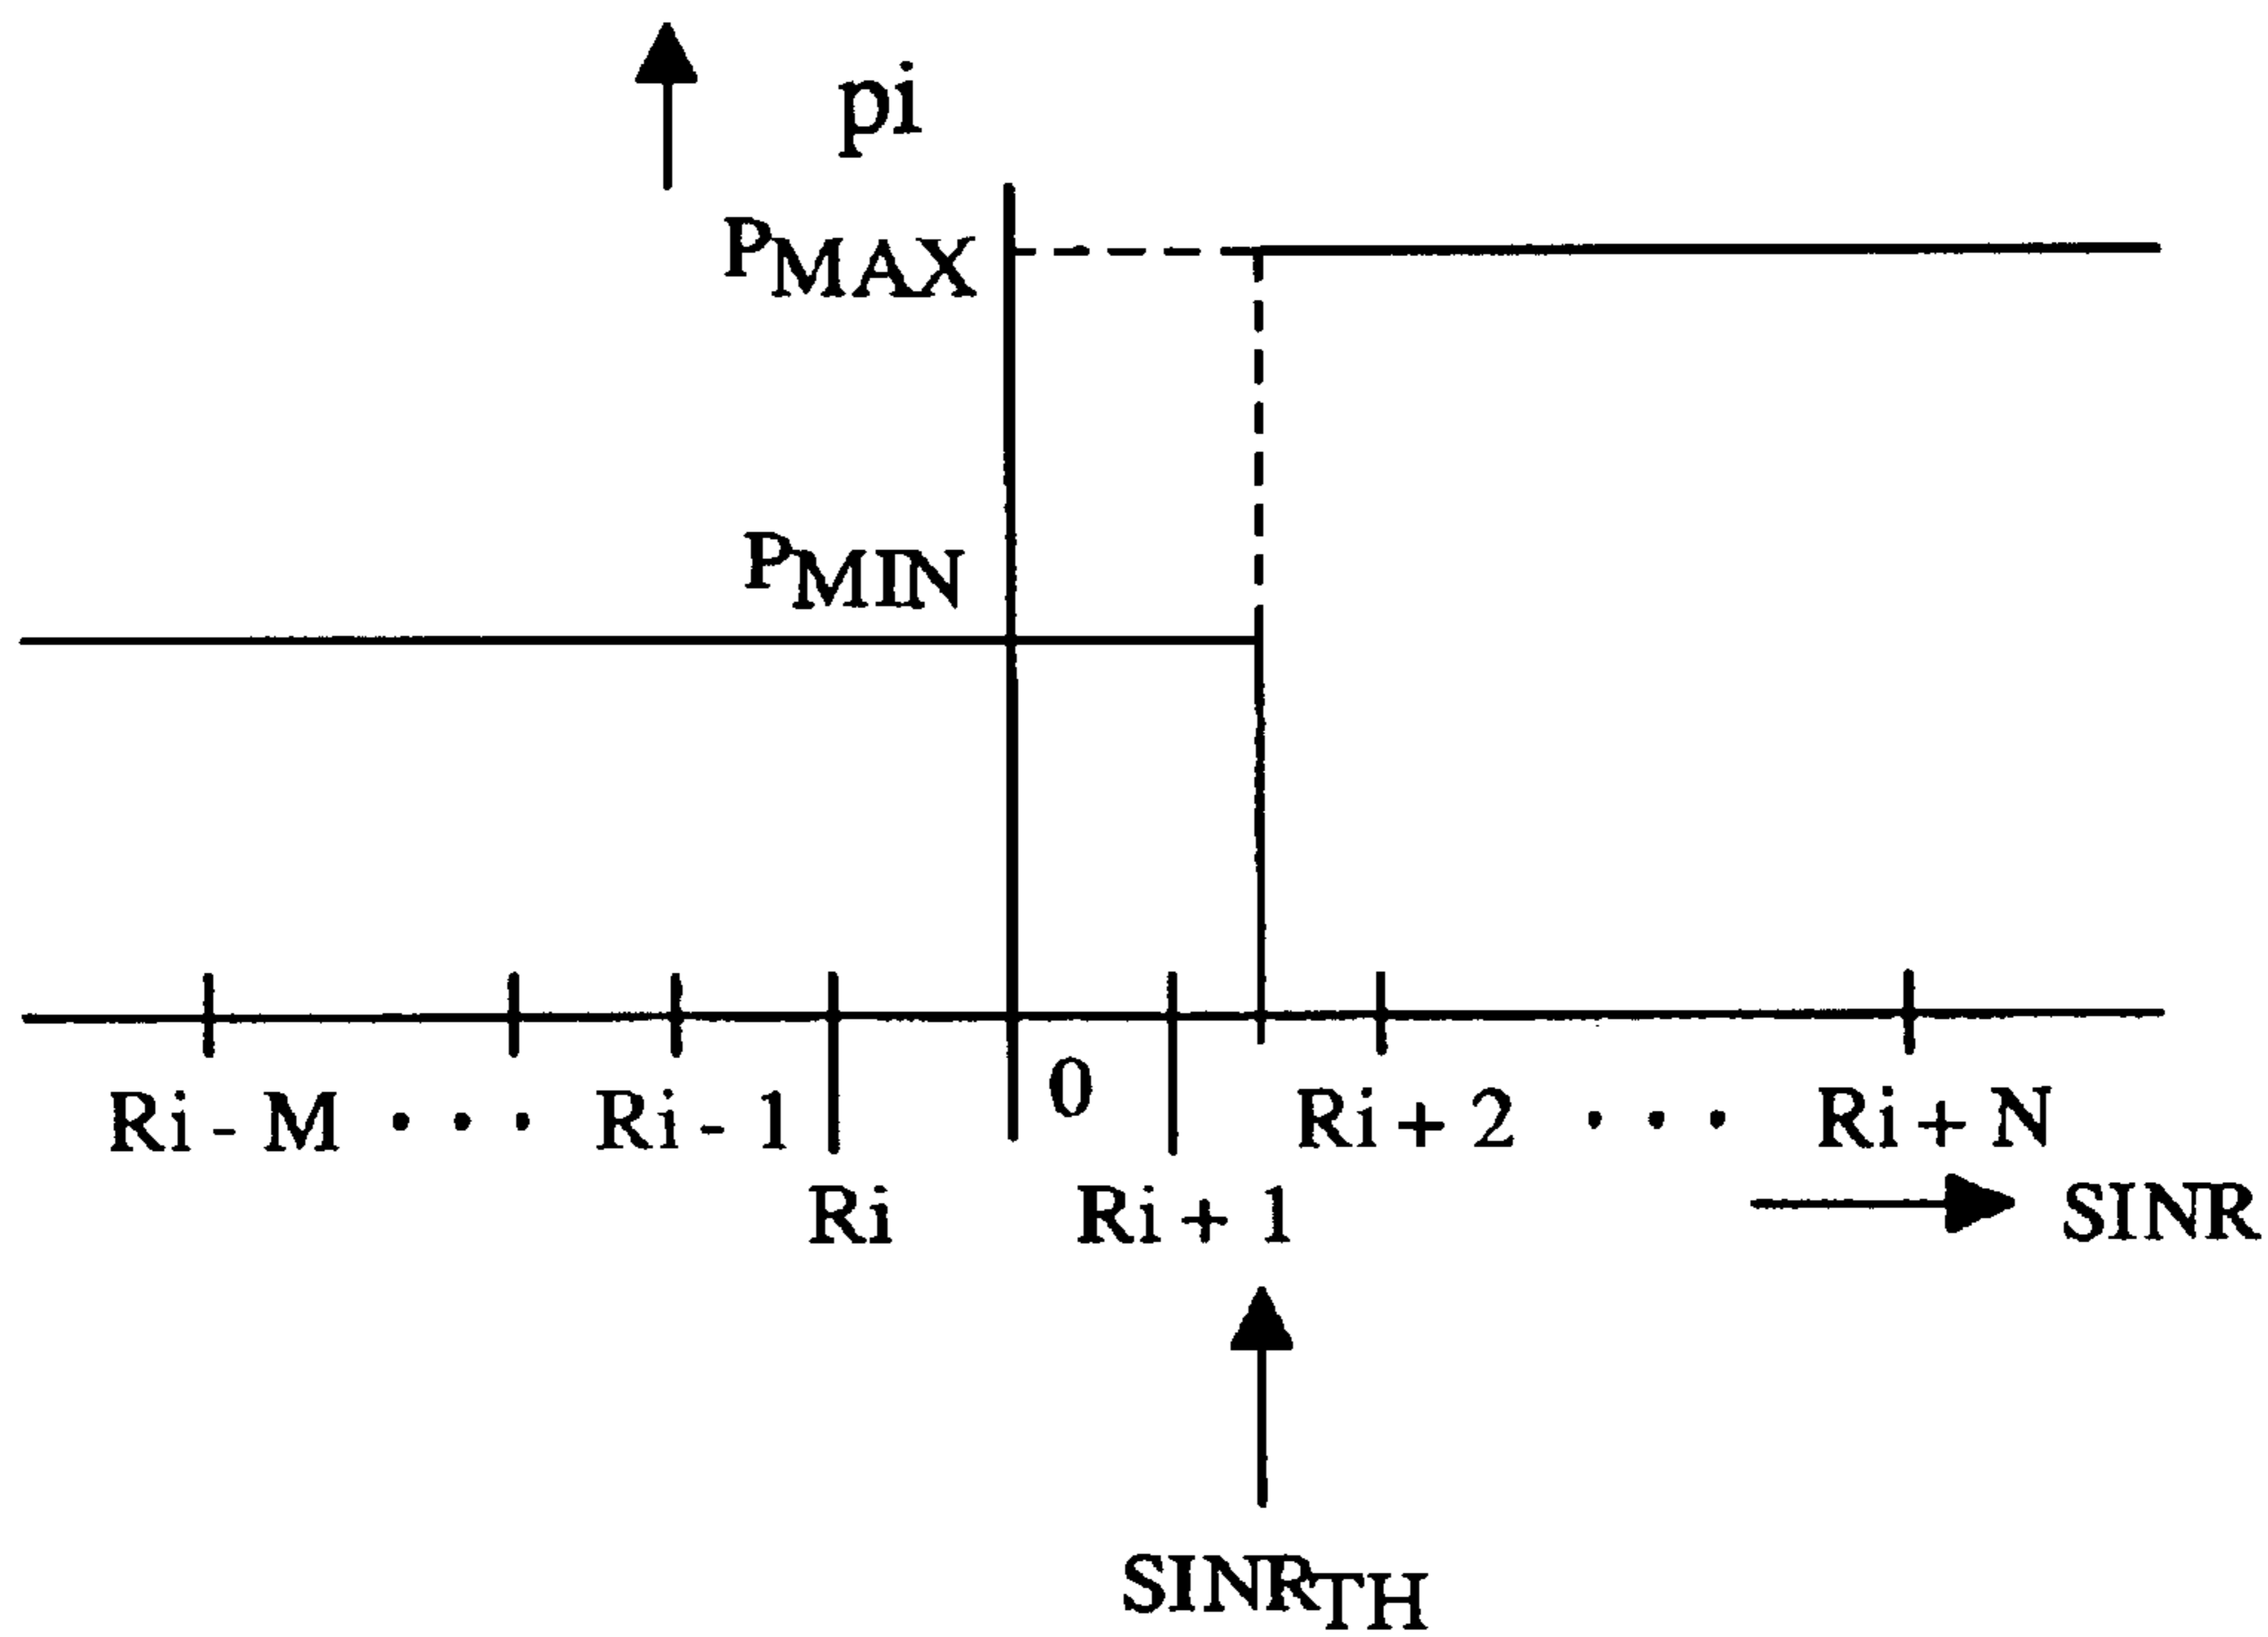 pi
PMAX
PMIN
0
Ri - M • • • Ri - 1 Ri + 2 • • • Ri + N
Ri Ri + 1 SINR
SINRTH